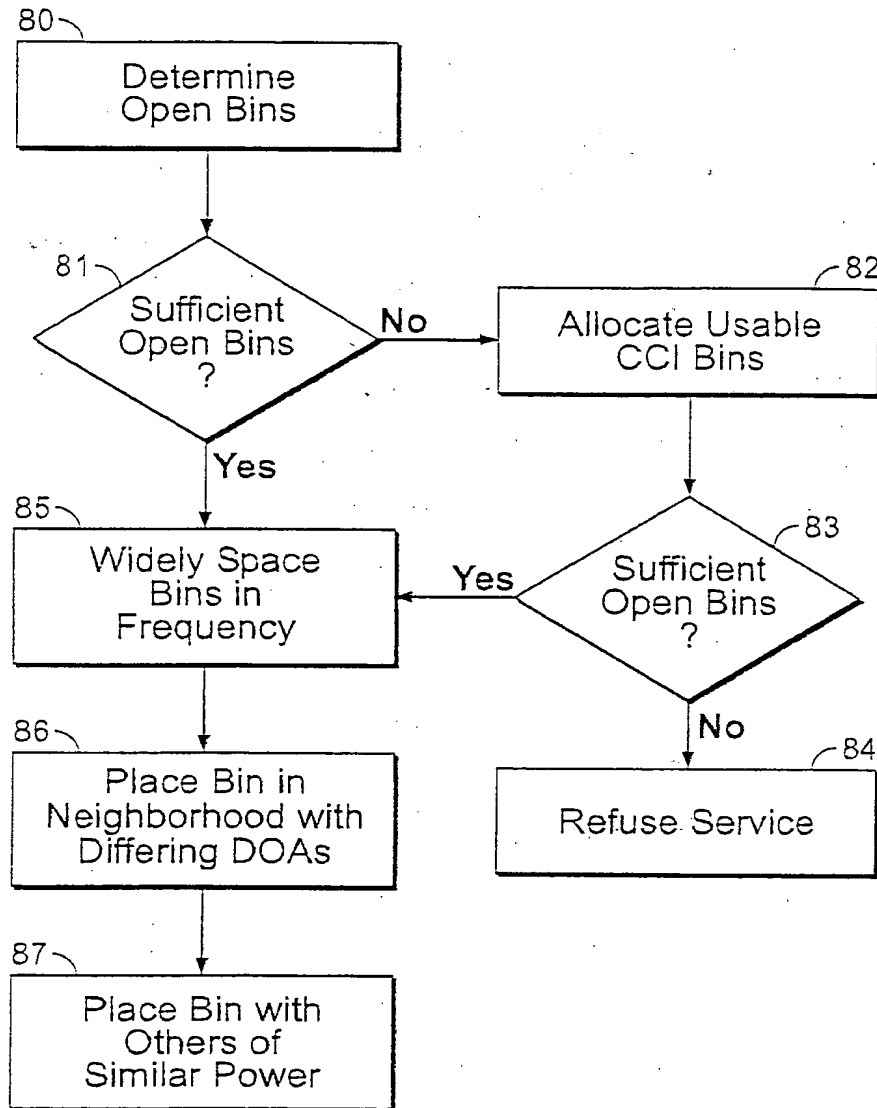 80
Determine
Open Bins
81
Sufficient
Open Bins
?
No
82
Allocate Usable
CCI Bins
Yes
85
Widely Space
Bins in
Frequency
Yes
83
Sufficient
Open Bins
?
No
86
Place Bin in
Neighborhood with
Differing DOAs
84
Refuse Service
87
Place Bin with
Others of
Similar Power